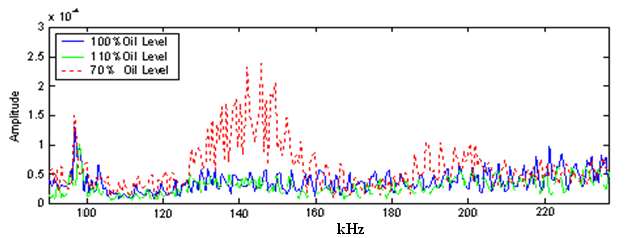 x 10⁻⁴
3
2.5
2
1.5
1
0.5
0
Amplitude
100% Oil Level
110% Oil Level
70% Oil Level
100 120 140 160 180 200 220
kHz